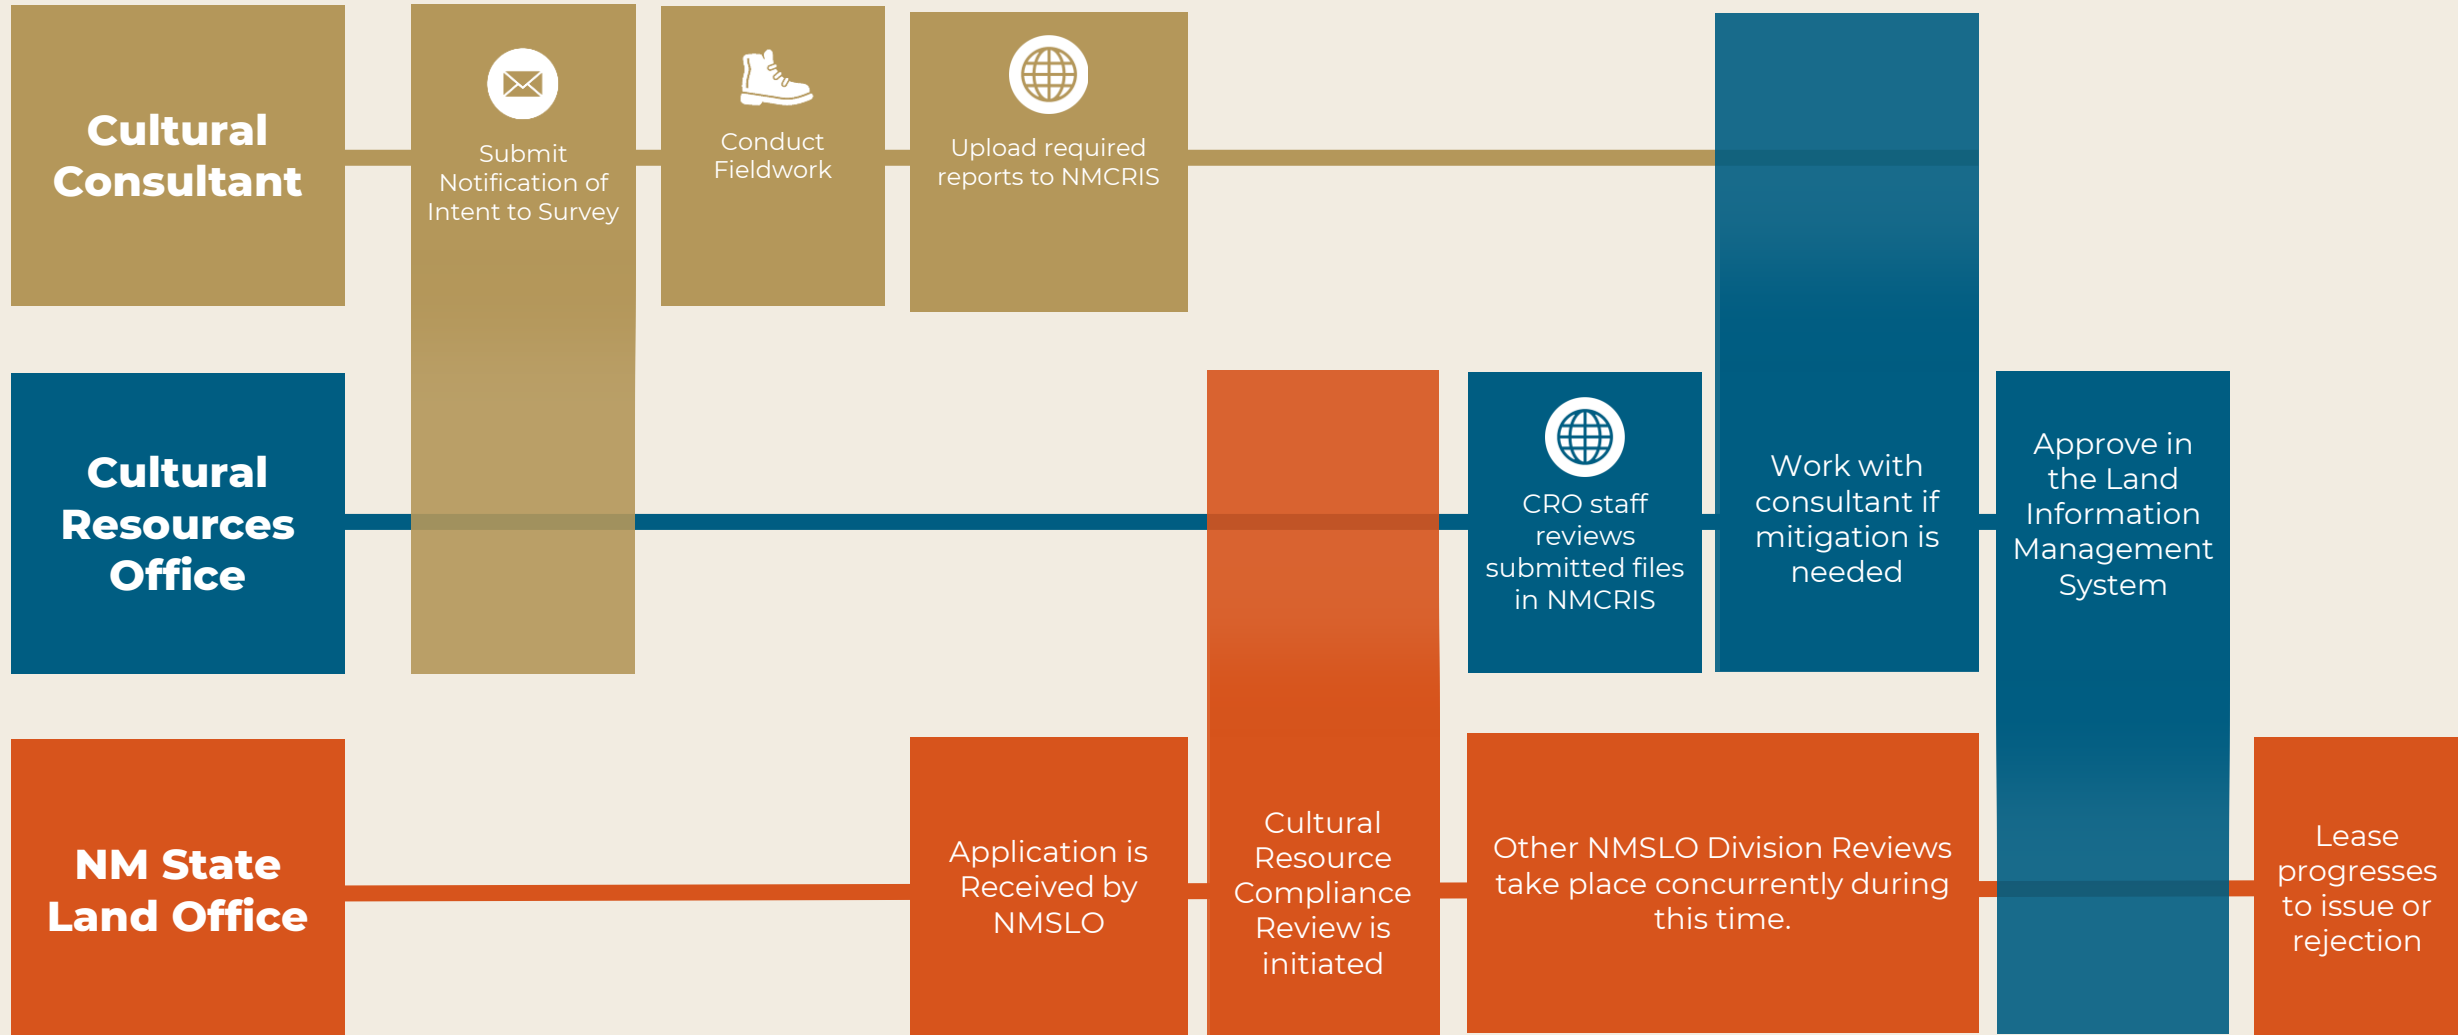 Cultural
Consultant
Submit
Notification of
Intent to Survey
Conduct
Fieldwork
Upload required
reports to NMCRIS
Cultural
Resources
Office
CRO staff
reviews
submitted files
in NMCRIS
Work with
consultant if
mitigation is
needed
Approve in
the Land
Information
Management
System
NM State
Land Office
Application is
Received by
NMSLO
Cultural
Resource
Compliance
Review is
initiated
Other NMSLO Division Reviews
take place concurrently during
this time.
Lease
progresses
to issue or
rejection